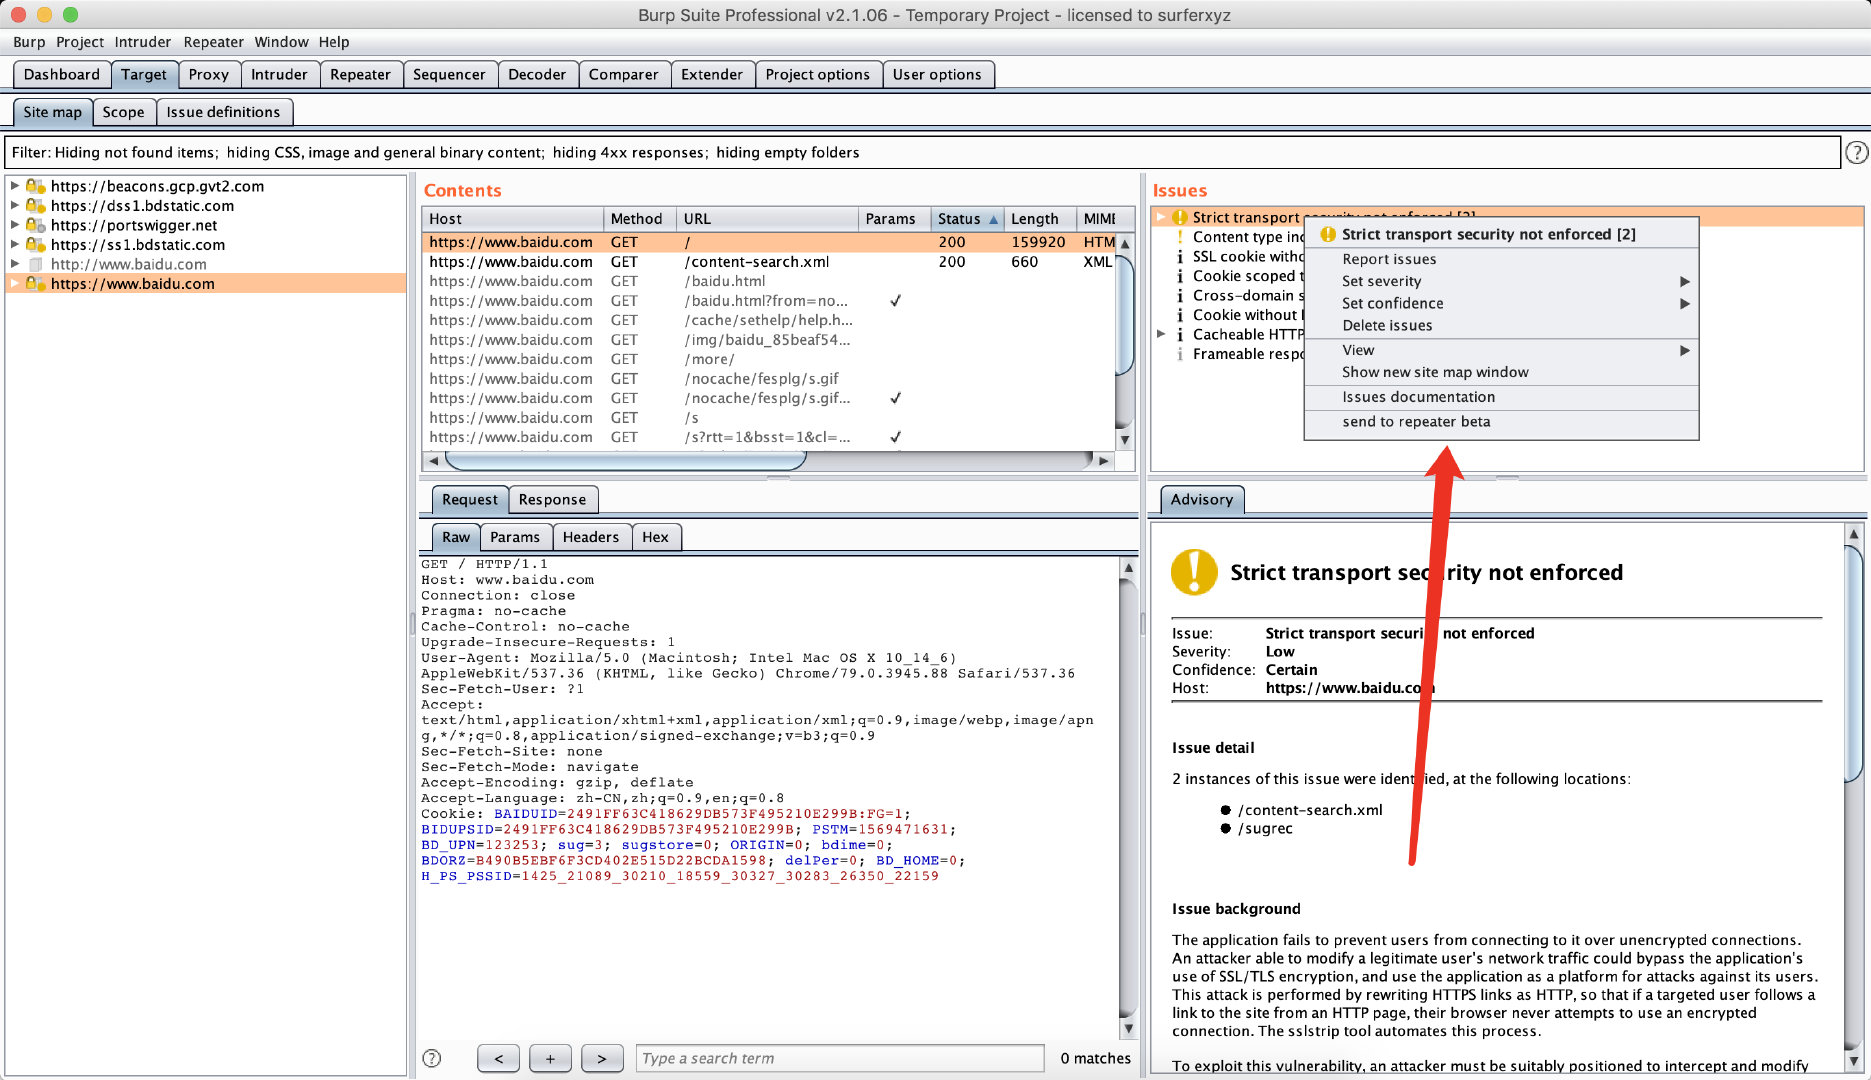 Burp Suite Professional v2.1.06 - Temporary Project - licensed to surferxyz
Burp Project Intruder Repeater Window Help
Dashboard Target Proxy Intruder Repeater Sequencer Decoder Comparer Extender Project options User options
Site map Scope Issue definitions
Filter: Hiding not found items; hiding CSS, image and general binary content; hiding 4xx responses; hiding empty folders
?
https://beacons.gcp.gvt2.com
https://dss1.bdstatic.com
https://portswigger.net
https://ss1.bdstatic.com
http://www.baidu.com
https://www.baidu.com
Contents
Host Method URL Params Status Length MIME
https://www.baidu.com GET / 200 159920 HTM
https://www.baidu.com GET /content-search.xml 200 660 XML
https://www.baidu.com GET /baidu.html
https://www.baidu.com GET /baidu.html?from=no... ✓
https://www.baidu.com GET /cache/sethelp/help.h...
https://www.baidu.com GET /img/baidu_85beaf54...
https://www.baidu.com GET /more/
https://www.baidu.com GET /nocache/fesplg/s.gif
https://www.baidu.com GET /nocache/fesplg/s.gif... ✓
https://www.baidu.com GET /s
https://www.baidu.com GET /s?rtt=1&bsst=1&cl=... ✓
Request Response
Raw Params Headers Hex
GET / HTTP/1.1
Host: www.baidu.com
Connection: close
Pragma: no-cache
Cache-Control: no-cache
Upgrade-Insecure-Requests: 1
User-Agent: Mozilla/5.0 (Macintosh; Intel Mac OS X 10_14_6)
AppleWebKit/537.36 (KHTML, like Gecko) Chrome/79.0.3945.88 Safari/537.36
Sec-Fetch-User: ?1
Accept:
text/html,application/xhtml+xml,application/xml;q=0.9,image/webp,image/apn
g,*/*;q=0.8,application/signed-exchange;v=b3;q=0.9
Sec-Fetch-Site: none
Sec-Fetch-Mode: navigate
Accept-Encoding: gzip, deflate
Accept-Language: zh-CN,zh;q=0.9,en;q=0.8
Cookie: BAIDUID=2491FF63C418629DB573F495210E299B:FG=1;
BIDUPSID=2491FF63C418629DB573F495210E299B; PSTM=1569471631;
BD_UPN=123253; sug=3; sugstore=0; ORIGIN=0; bdime=0;
BDORZ=B490B5EBF6F3CD402E515D22BCDA1598; delPer=0; BD_HOME=0;
H_PS_PSSID=1425_21089_30210_18559_30327_30283_26350_22159
? < + > Type a search term 0 matches
Issues
Strict transport security not enforced [2]
Content type inc
SSL cookie witho
Cookie scoped t
Cross-domain s
Cookie without
Cacheable HTTP
Frameable respo
Strict transport security not enforced [2]
Report issues
Set severity
Set confidence
Delete issues
View
Show new site map window
Issues documentation
send to repeater beta
Advisory
Strict transport security not enforced
Issue: Strict transport security not enforced
Severity: Low
Confidence: Certain
Host: https://www.baidu.com
Issue detail
2 instances of this issue were identified, at the following locations:
/content-search.xml
/sugrec
Issue background
The application fails to prevent users from connecting to it over unencrypted connections.
An attacker able to modify a legitimate user's network traffic could bypass the application's
use of SSL/TLS encryption, and use the application as a platform for attacks against its users.
This attack is performed by rewriting HTTPS links as HTTP, so that if a targeted user follows a
link to the site from an HTTP page, their browser never attempts to use an encrypted
connection. The sslstrip tool automates this process.
To exploit this vulnerability, an attacker must be suitably positioned to intercept and modify